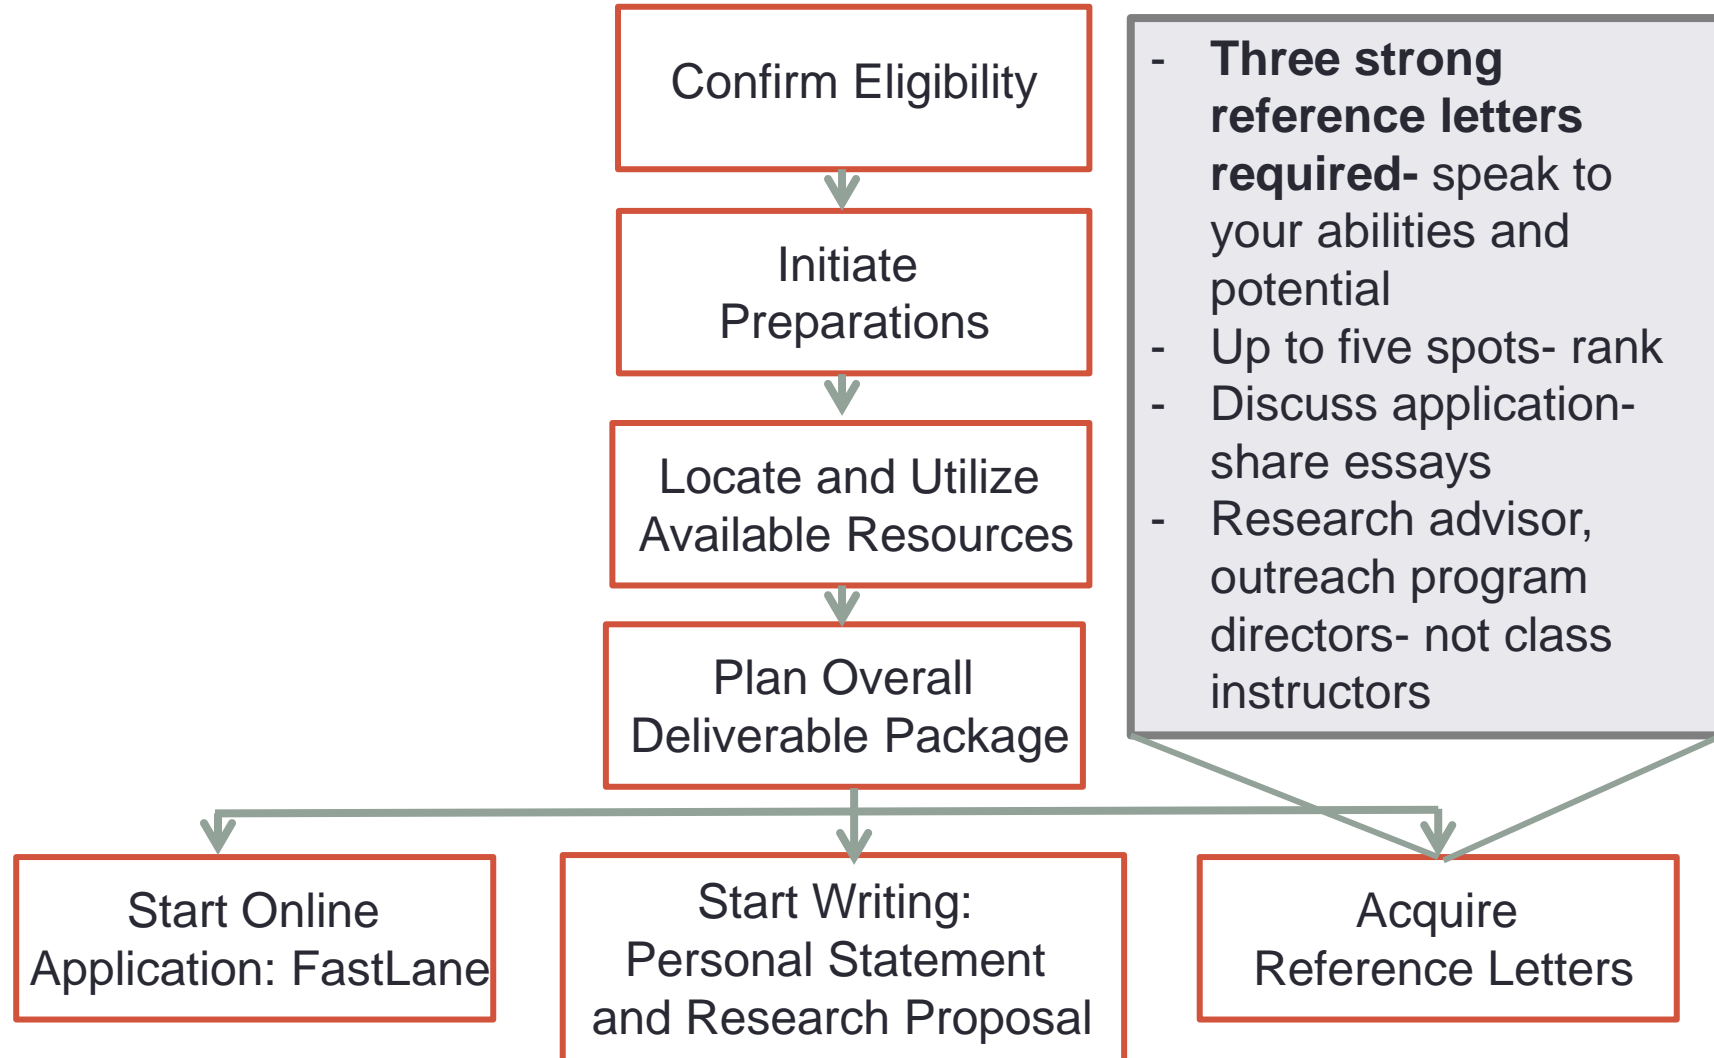 Confirm Eligibility
Initiate
Preparations
Locate and Utilize
Available Resources
Plan Overall
Deliverable Package
- Three strong
reference letters
required- speak to
your abilities and
potential
- Up to five spots- rank
- Discuss application-
share essays
- Research advisor,
outreach program
directors- not class
instructors
Start Online
Application: FastLane
Start Writing:
Personal Statement
and Research Proposal
Acquire
Reference Letters